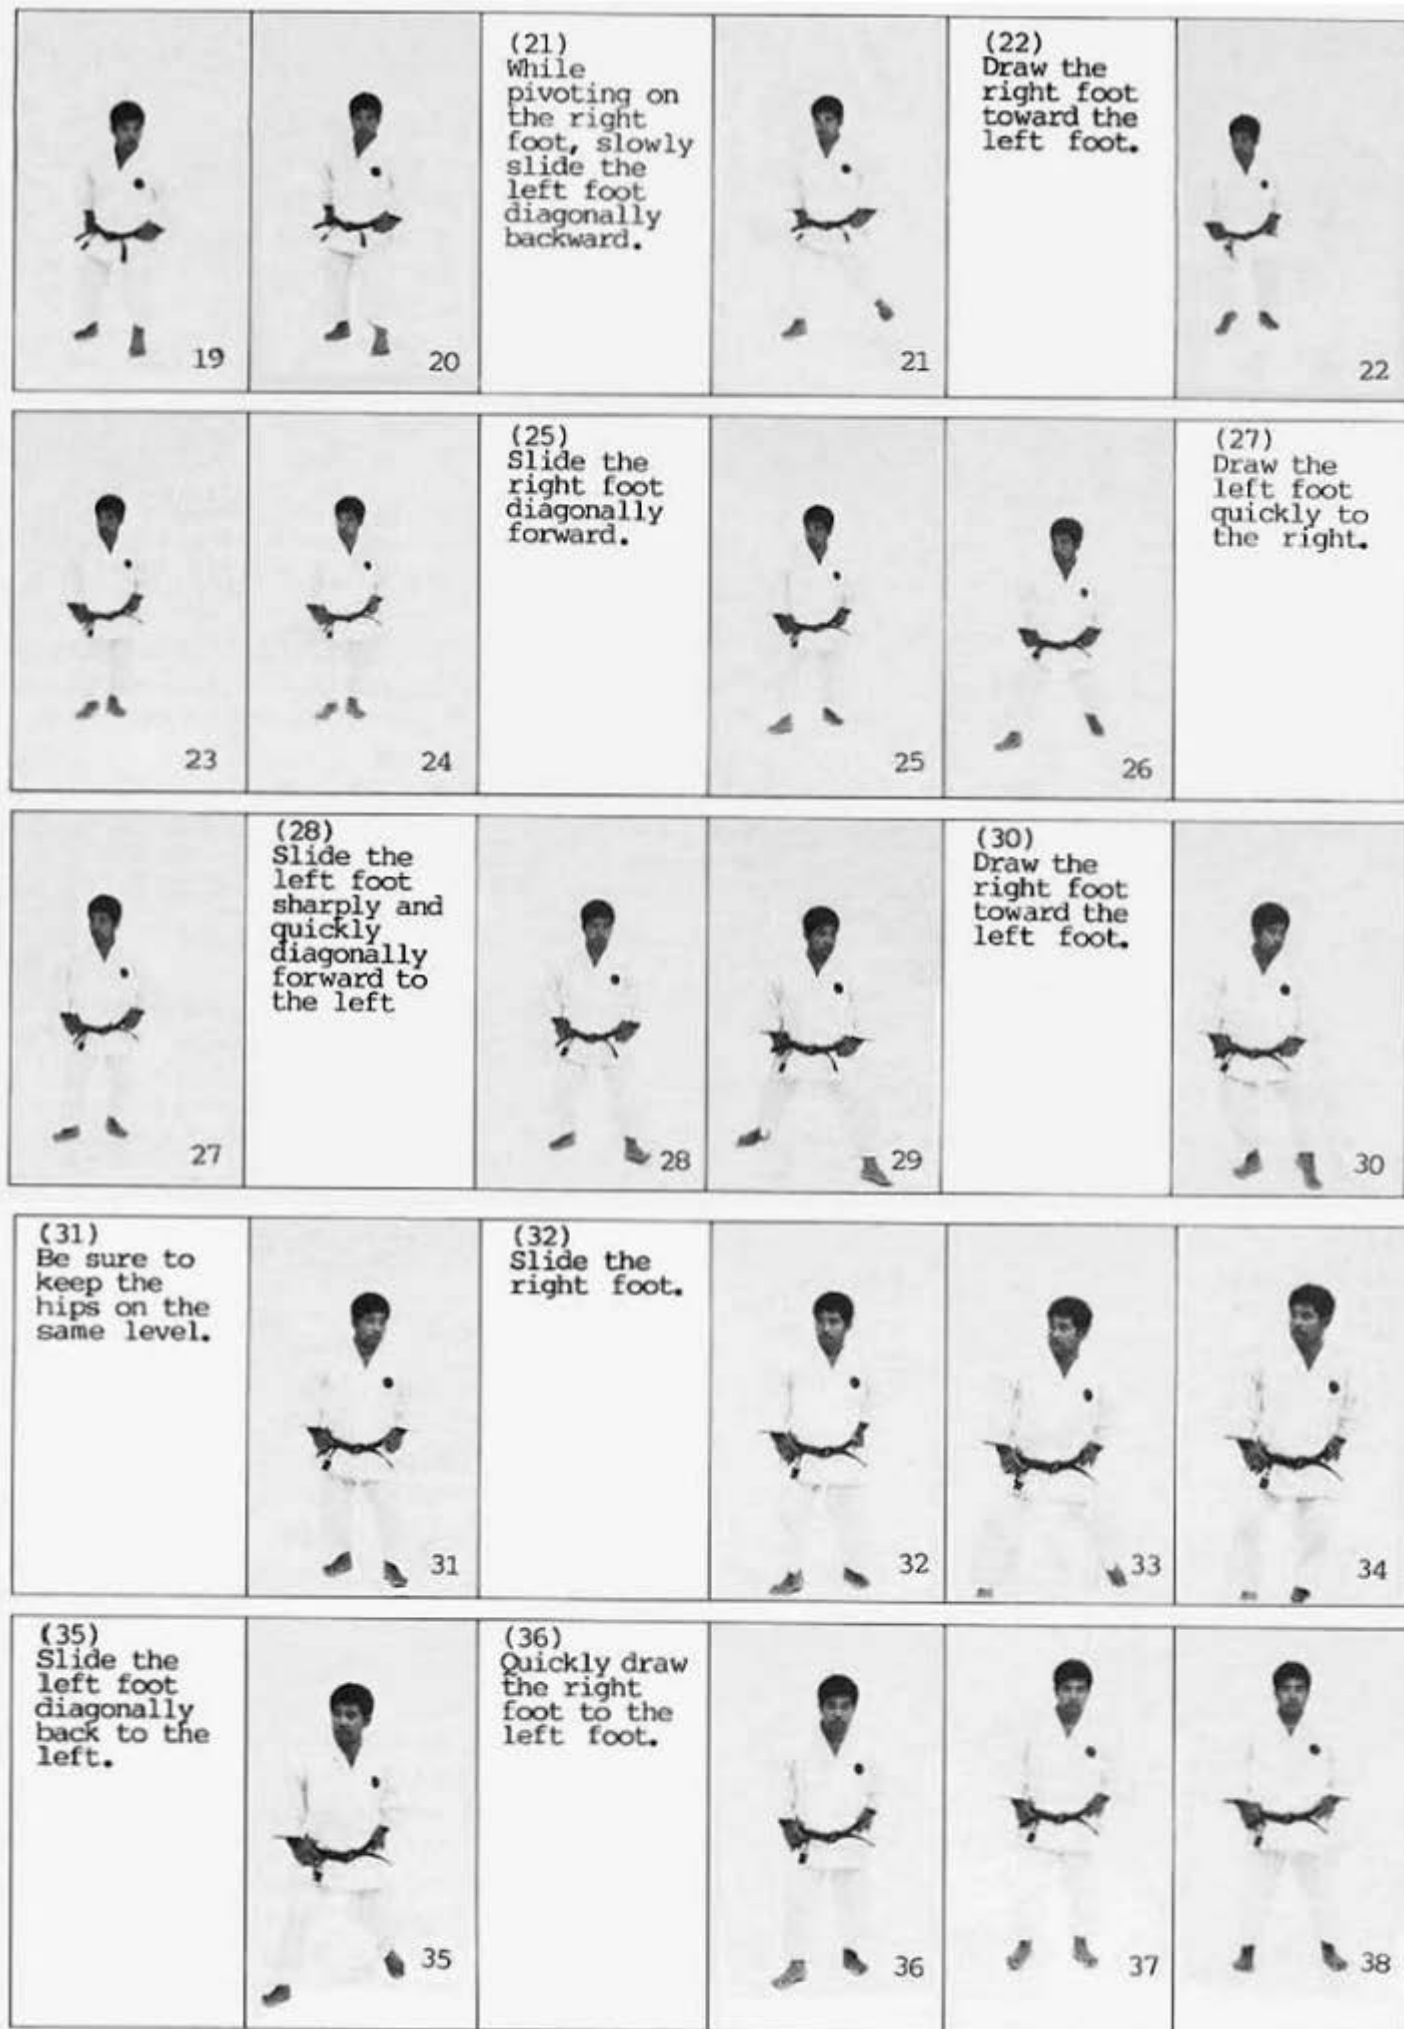 (21)
While
pivoting on
the right
foot, slowly
slide the
left foot
diagonally
backward.
(22)
Draw the
right foot
toward the
left foot.
19
20
21
22
(25)
Slide the
right foot
diagonally
forward.
(27)
Draw the
left foot
quickly to
the right.
23
24
25
26
(28)
Slide the
left foot
sharply and
quickly
diagonally
forward to
the left
(30)
Draw the
right foot
toward the
left foot.
27
28
29
30
(31)
Be sure to
keep the
hips on the
same level.
(32)
Slide the
right foot.
31
32
33
34
(35)
Slide the
left foot
diagonally
back to the
left.
(36)
Quickly draw
the right
foot to the
left foot.
35
36
37
38